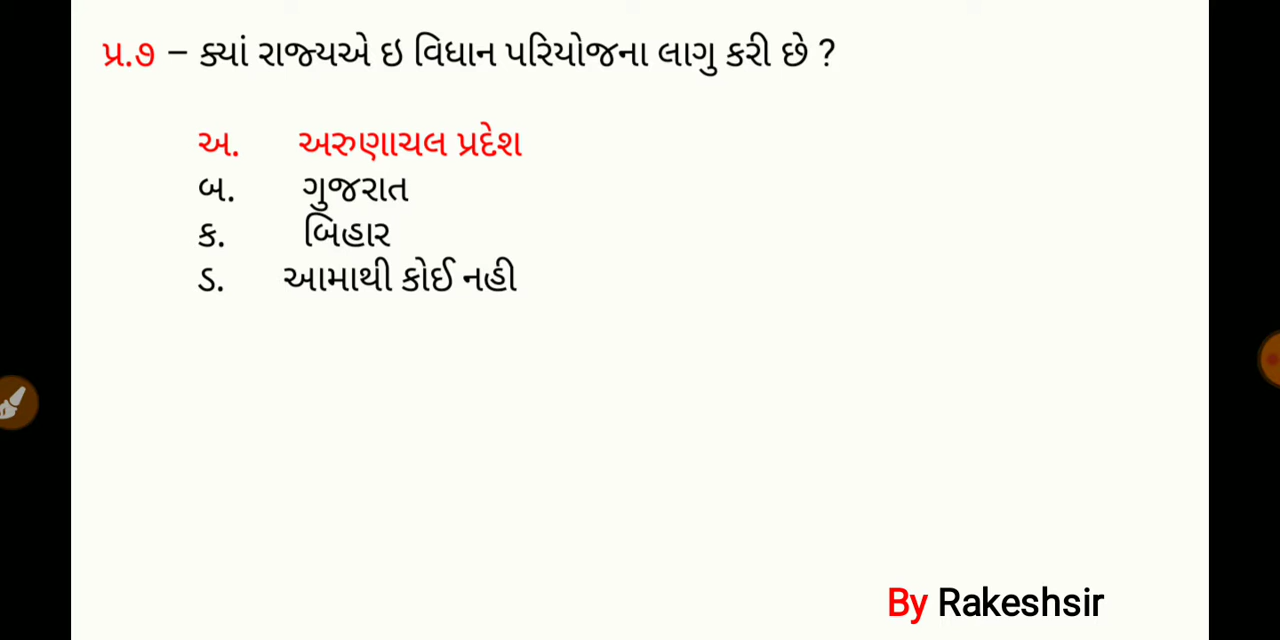 પ્ર.૭ – ક્યાં રાજ્યએ ઇ વિધાન પરિયોજના લાગુ કરી છે ?
અ. અરુણાચલ પ્રદેશ
બ. ગુજરાત
ક. બિહાર
ડ. આમાથી કોઈ નહી
By Rakeshsir